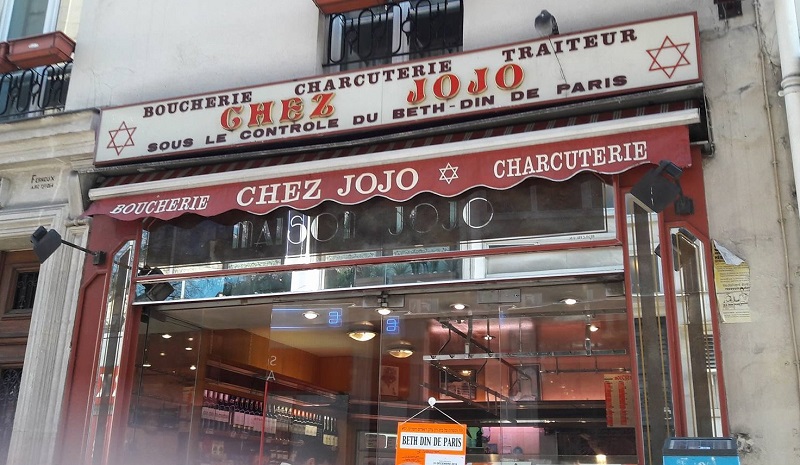 BOUCHERIE CHARCUTERIE TRAITEUR
CHEZ JOJO
SOUS LE CONTROLE DU BETH-DIN DE PARIS
BOUCHERIE CHEZ JOJO CHARCUTERIE
MAISON JOJO
BETH DIN DE PARIS